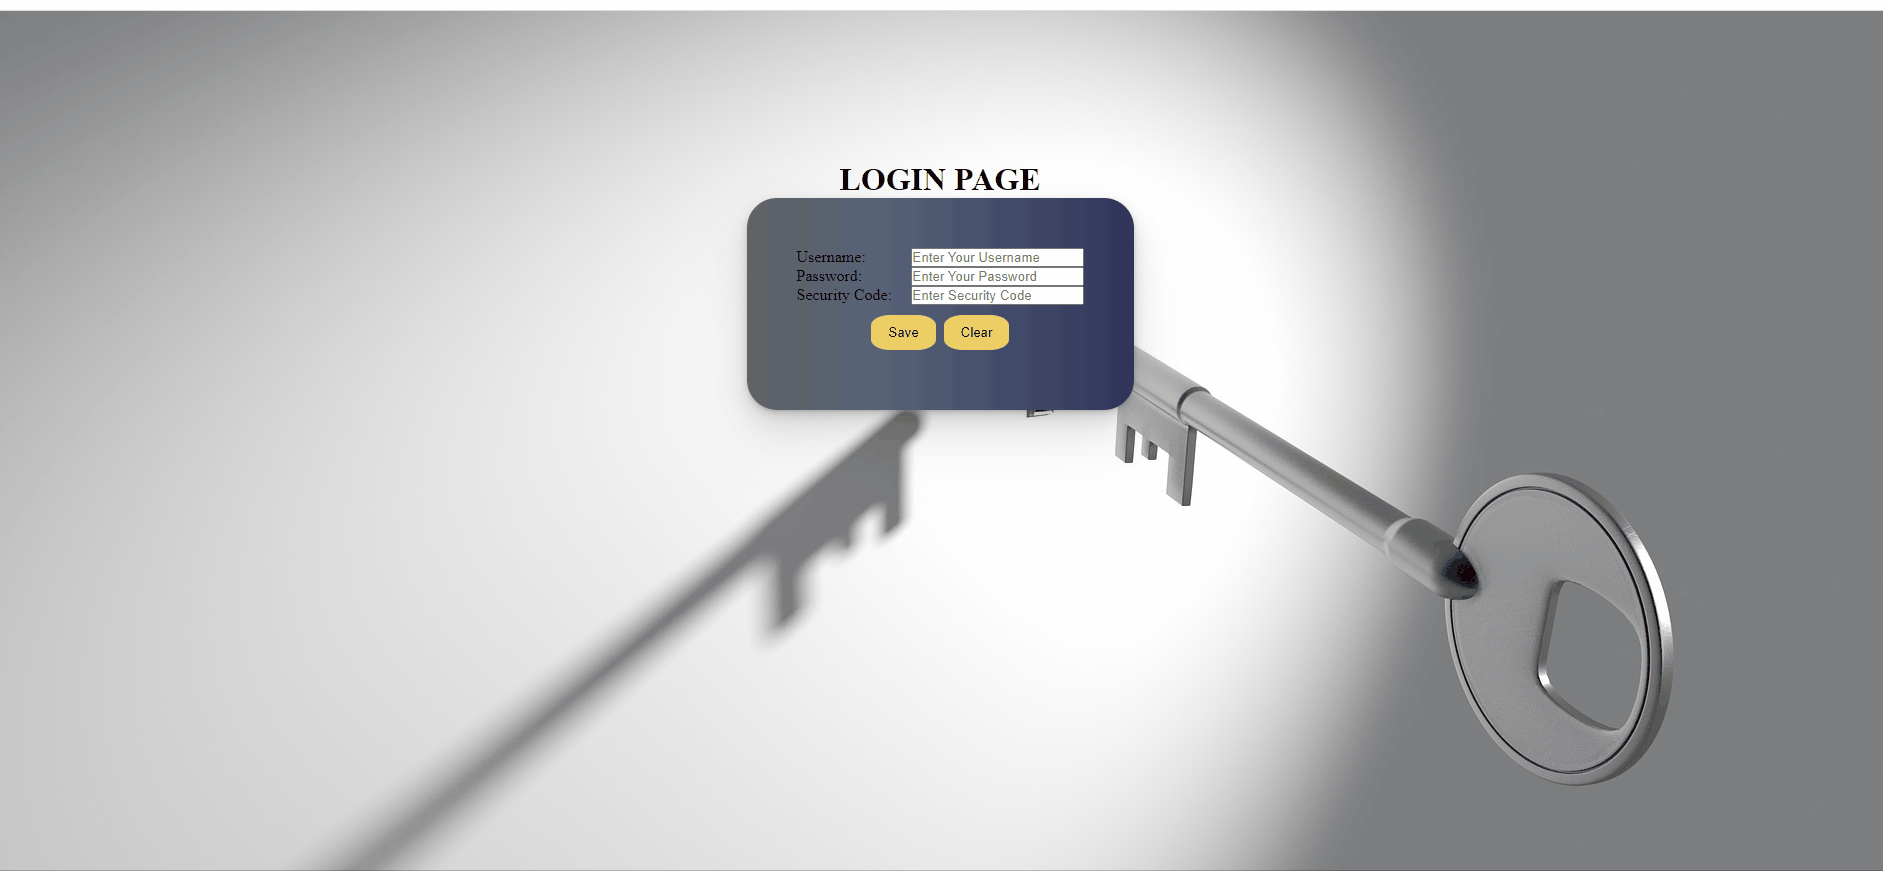 LOGIN PAGE
Username: Enter Your Username
Password: Enter Your Password
Security Code: Enter Security Code
Save Clear